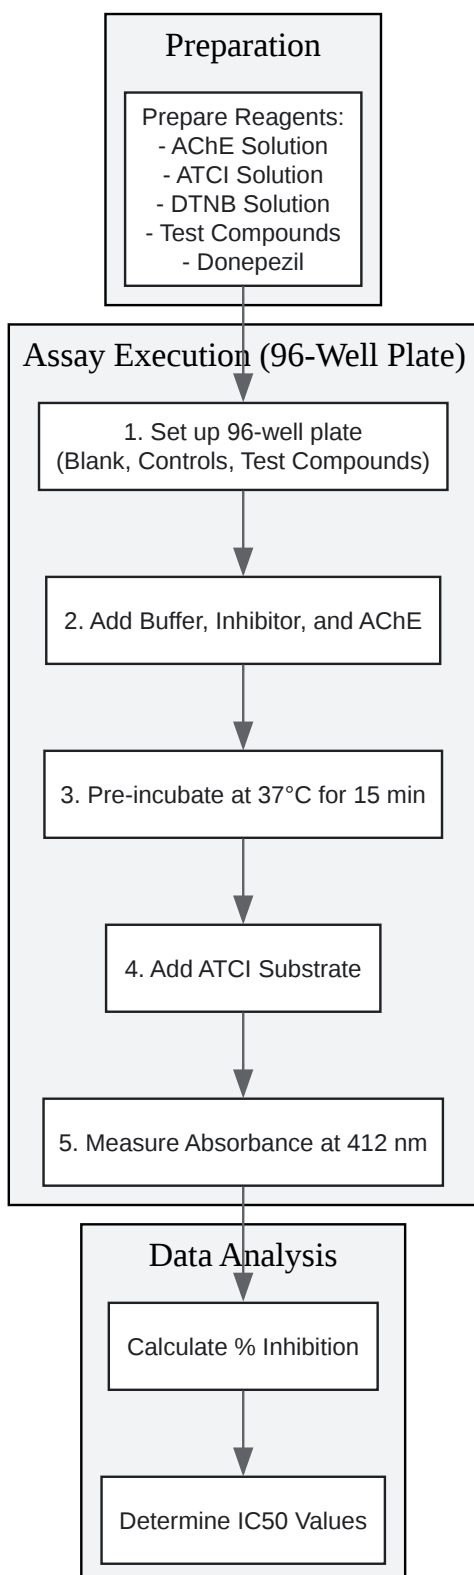 Preparation
Prepare Reagents:
- AChE Solution
- ATCI Solution
- DTNB Solution
- Test Compounds
- Donepezil
Assay Execution (96-Well Plate)
1. Set up 96-well plate
(Blank, Controls, Test Compounds)
2. Add Buffer, Inhibitor, and AChE
3. Pre-incubate at 37°C for 15 min
4. Add ATCI Substrate
5. Measure Absorbance at 412 nm
Data Analysis
Calculate % Inhibition
Determine IC50 Values